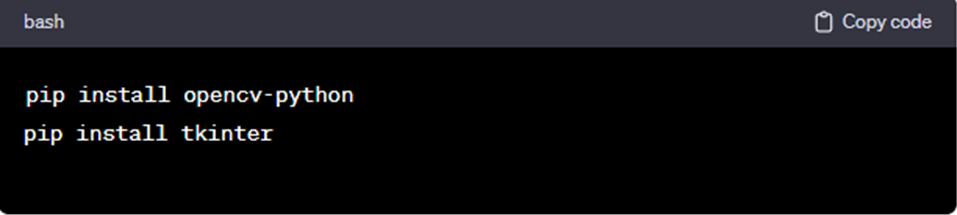 bash Copy code
pip install opencv-python
pip install tkinter